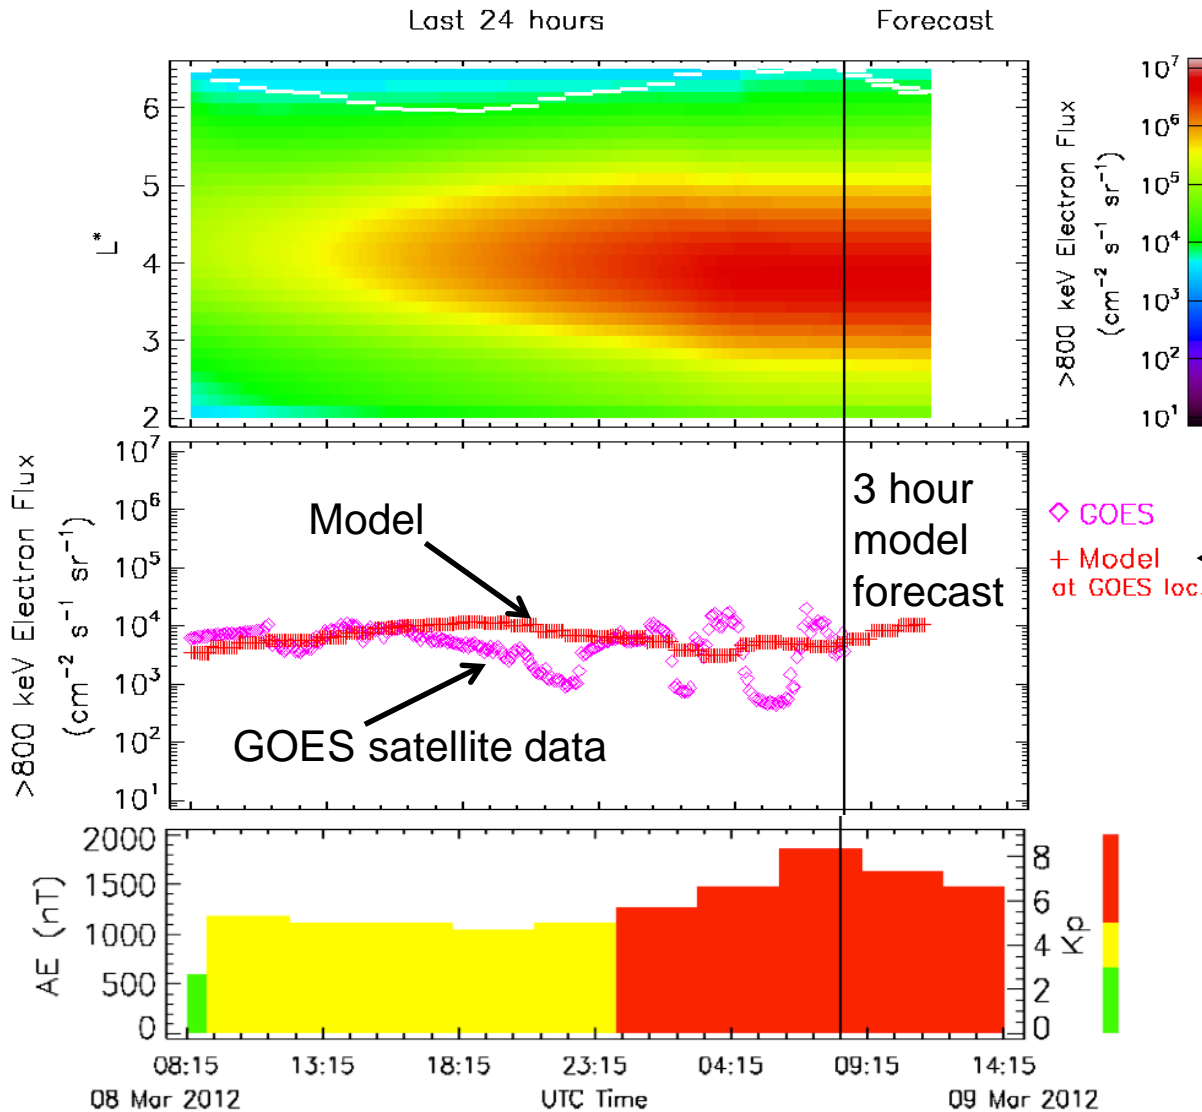 Last 24 hours
Forecast
L*
6
5
4
3
2
>800 keV Electron Flux
(cm⁻² s⁻¹ sr⁻¹)
10⁷
10⁶
10⁵
10⁴
10³
10²
10¹
>800 keV Electron Flux
(cm⁻² s⁻¹ sr⁻¹)
10⁷
10⁶
10⁵
10⁴
10³
10²
10¹
Model
GOES satellite data
3 hour
model
forecast
GOES
Model
at GOES loc.
AE (nT)
2000
1500
1000
500
0
8
6
4
2
0
Kp
08:15
13:15
18:15
23:15
04:15
09:15
14:15
08 Mar 2012
UTC Time
09 Mar 2012